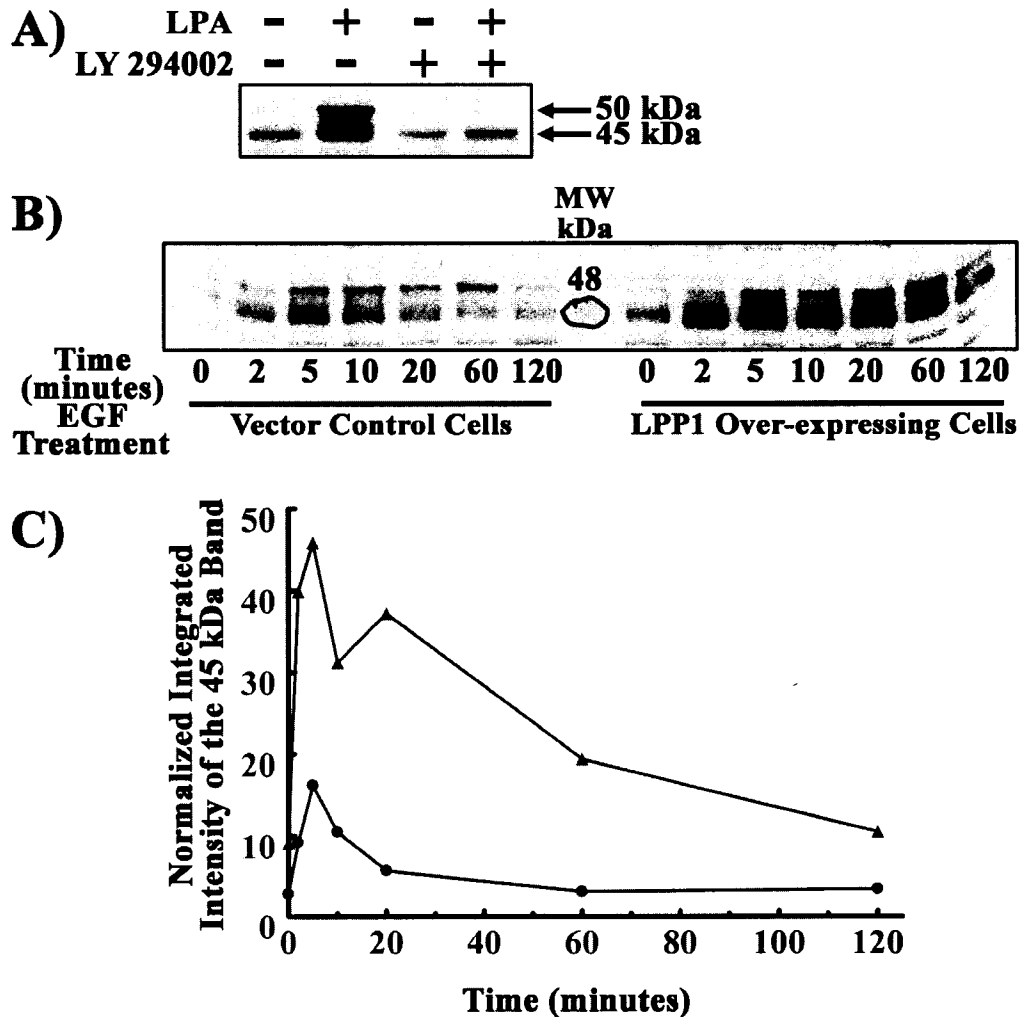 A)
LPA - + - +
LY 294002 - - + +
50 kDa
45 kDa
B)
MW
kDa
48
Time
(minutes)
0 2 5 10 20 60 120
0 2 5 10 20 60 120
EGF
Treatment
Vector Control Cells
LPP1 Over-expressing Cells
C)
Normalized Integrated
Intensity of the 45 kDa Band
50
40
30
20
10
0
0 20 40 60 80 100 120
Time (minutes)